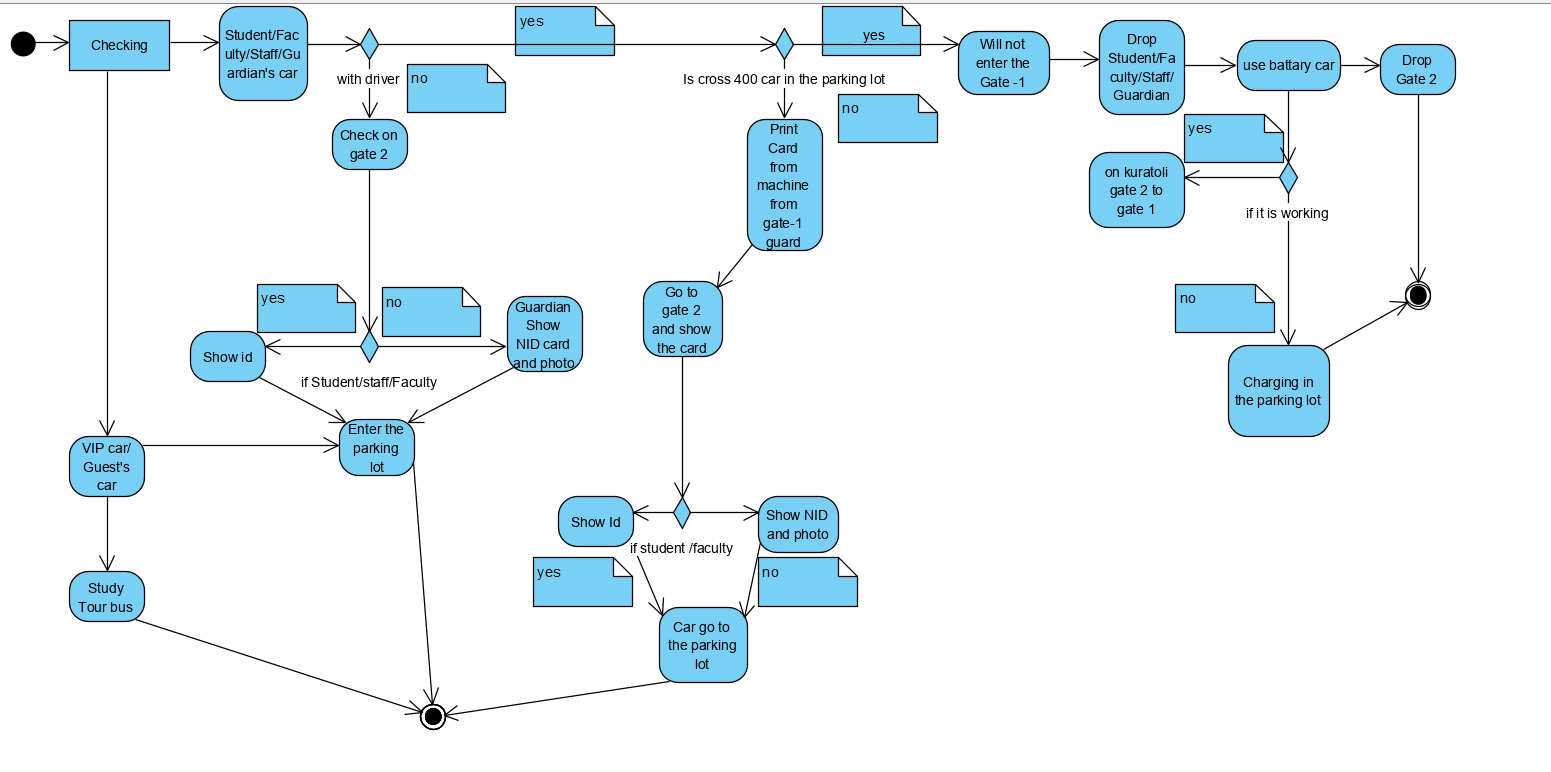 Checking
Student/Fac
ulty/Staff/Gu
ardian's car
yes
with driver
no
Check on
gate 2
yes
Is cross 400 car in the parking lot
no
Print
Card
from
machine
from
gate-1
guard
Will not
enter the
Gate -1
Drop
Student/Fa
culty/Staff/
Guardian
use battary car
Drop
Gate 2
yes
on kuratoli
gate 2 to
gate 1
if it is working
no
Charging in
the parking lot
yes
no
Show id
Guardian
Show
NID card
and photo
if Student/staff/Faculty
Enter the
parking
lot
Go to
gate 2
and show
the card
VIP car/
Guest's
car
Study
Tour bus
Show Id
Show NID
and photo
if student /faculty
yes
no
Car go to
the parking
lot